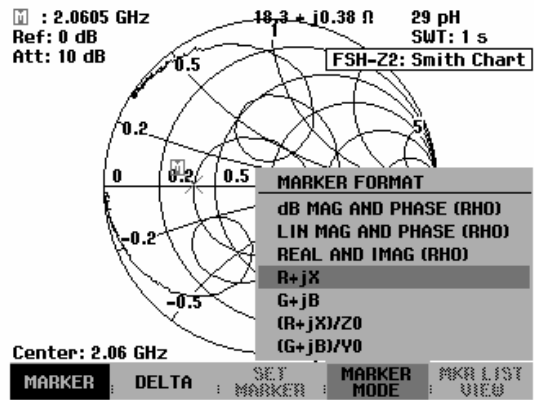 M : 2.0605 GHz 18.3 + j0.38 Ω 29 pH
Ref: 0 dB SWT: 1 s
Att: 10 dB FSH-Z2: Smith Chart
1
0.5
0.2
5
M
0 0.2 0.5
-0.2
-0.5
MARKER FORMAT
dB MAG AND PHASE (RHO)
LIN MAG AND PHASE (RHO)
REAL AND IMAG (RHO)
R+jX
G+jB
(R+jX)/Z0
(G+jB)/Y0
Center: 2.06 GHz
MARKER DELTA SET MARKER MARKER MODE MKR LIST VIEW